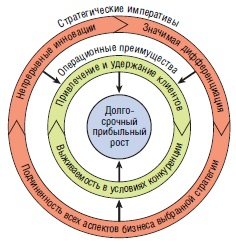 Стратегические императивы
Непрерывные инновации
Значимая дифференциация
Операционные преимущества
Привлечение и удержание клиентов
Долго-
срочный
прибыльный
рост
Выживаемость в условиях конкуренции
Подчиненность всех аспектов бизнеса выбранной стратегии